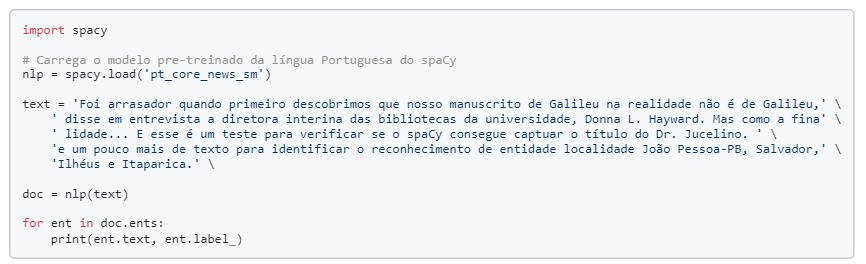 import spacy
# Carrega o modelo pre-treinado da língua Portuguesa do spaCy
nlp = spacy.load('pt_core_news_sm')
text = 'Foi arrasador quando primeiro descobrimos que nosso manuscrito de Galileu na realidade não é de Galileu,' \
' disse em entrevista a diretora interina das bibliotecas da universidade, Donna L. Hayward. Mas como a fina' \
' lidade... E esse é um teste para verificar se o spaCy consegue captuar o título do Dr. Jucelino. ' \
'e um pouco mais de texto para identificar o reconhecimento de entidade localidade João Pessoa-PB, Salvador,' \
'Ilhéus e Itaparica.' \
doc = nlp(text)
for ent in doc.ents:
    print(ent.text, ent.label_)